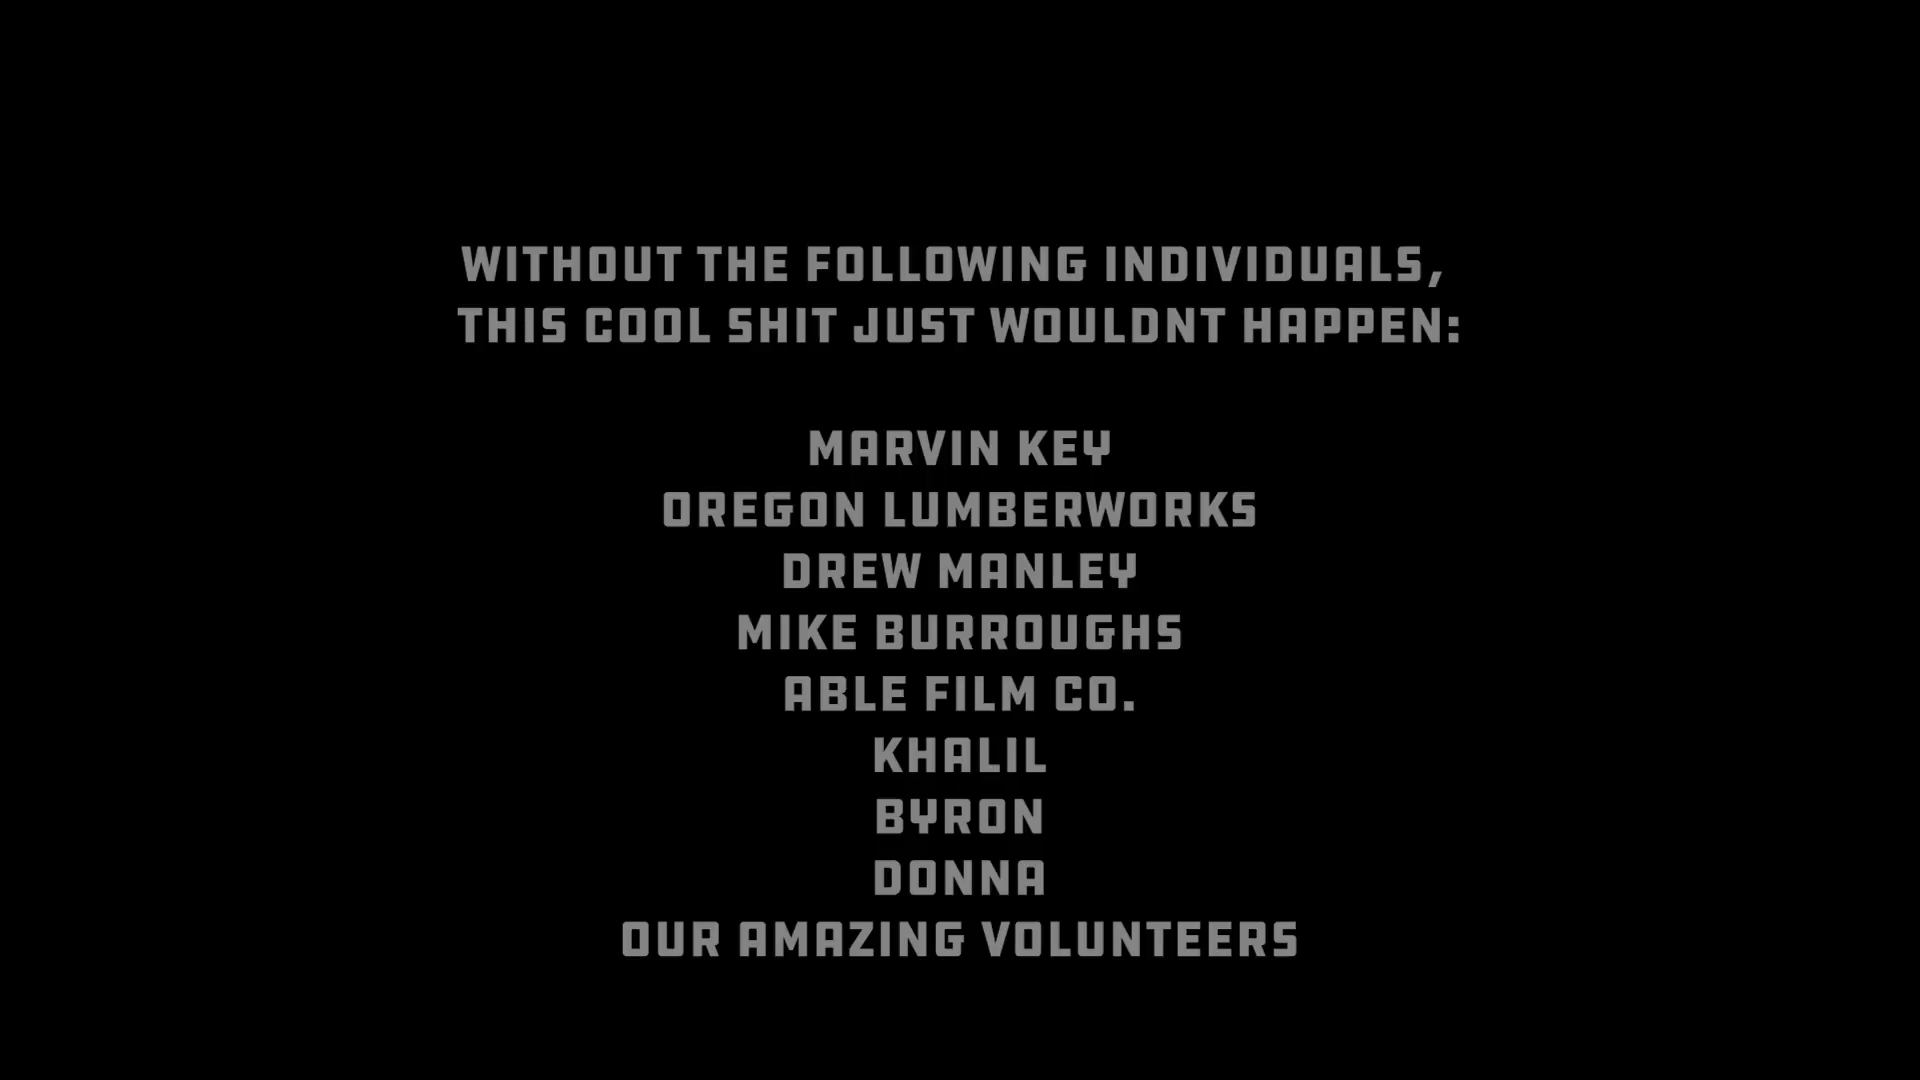 WITHOUT THE FOLLOWING INDIVIDUALS,
THIS COOL SHIT JUST WOULDNT HAPPEN:
MARVIN KEY
OREGON LUMBERWORKS
DREW MANLEY
MIKE BURROUGHS
ABLE FILM CO.
KHALIL
BYRON
DONNA
OUR AMAZING VOLUNTEERS